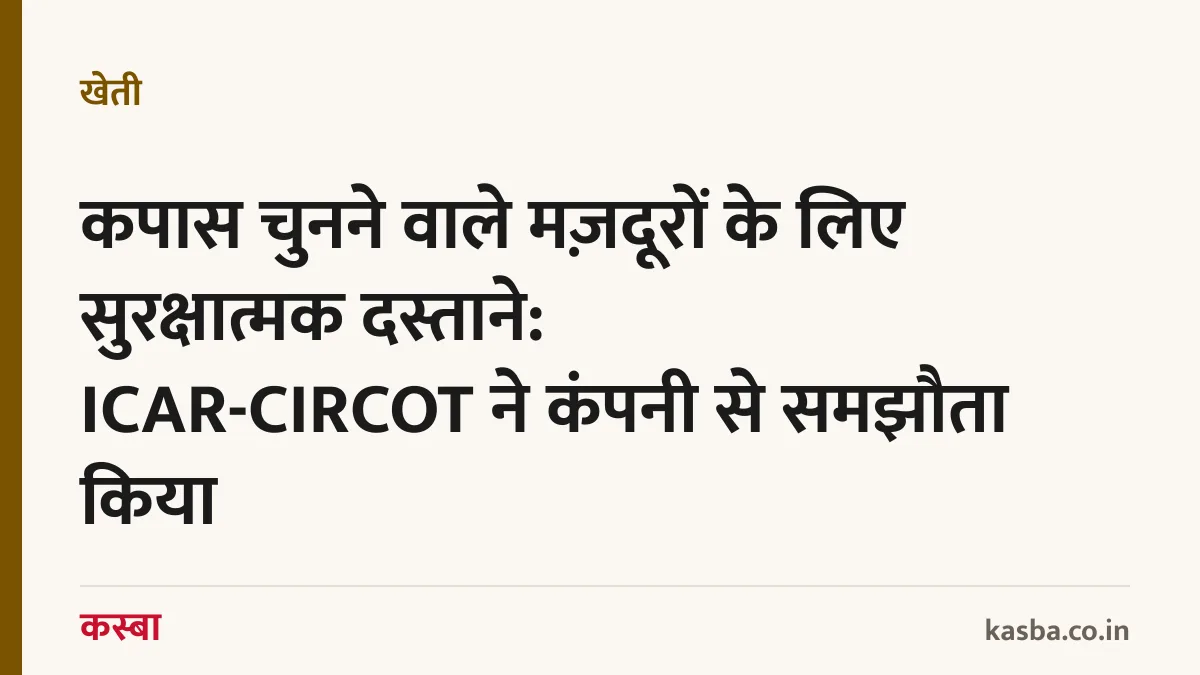 खेती
कपास चुनने वाले मज़दूरों के लिए
सुरक्षात्मक दस्ताने:
ICAR-CIRCOT ने कंपनी से समझौता
किया
कस्बा
kasba.co.in